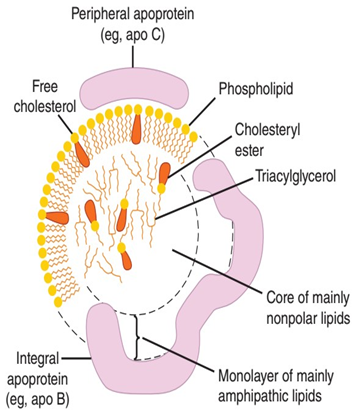 Peripheral apoprotein
(eg, apo C)
Free
cholesterol
Phospholipid
Cholesteryl
ester
Triacylglycerol
Core of mainly
nonpolar lipids
Integral
apoprotein
(eg, apo B)
Monolayer of mainly
amphipathic lipids